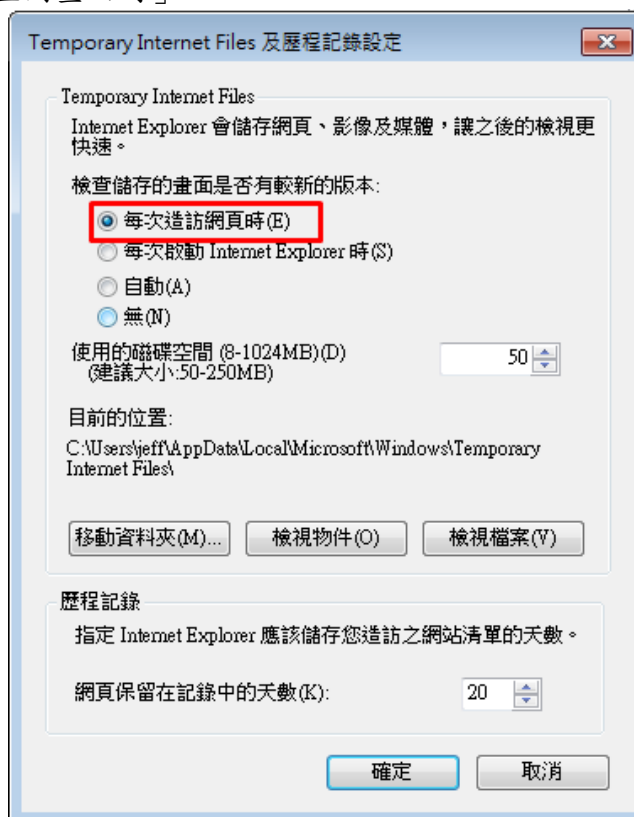 Temporary Internet Files 及歷程記錄設定
Temporary Internet Files
Internet Explorer 會儲存網頁、影像及媒體，讓之後的檢視更
快速。
檢查儲存的畫面是否有較新的版本:
每次造訪網頁時(E)
每次啟動 Internet Explorer 時(S)
自動(A)
無(N)
使用的磁碟空間 (8-1024MB)(D)
(建議大小:50-250MB)
50
目前的位置:
C:\Users\jeff\AppData\Local\Microsoft\Windows\Temporary
Internet Files\
移動資料夾(M)... 檢視物件(O) 檢視檔案(V)
歷程記錄
指定 Internet Explorer 應該儲存您造訪之網站清單的天數。
網頁保留在記錄中的天數(K): 20
確定 取消